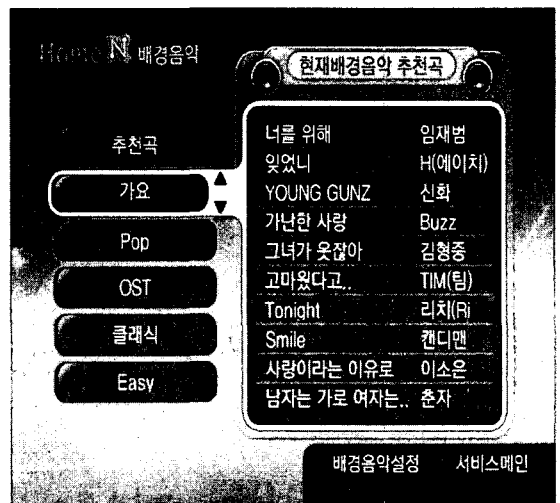 Home N 배경음악
현재배경음악 추천곡
추천곡
가요
Pop
OST
클래식
Easy
너를 위해 임재범
잊었니 H(에이치)
YOUNG GUNZ 신화
가난한 사랑 Buzz
그녀가 웃잖아 김형중
고마웠다고.. TIM(팀)
Tonight 리치(Ri
Smile 캔디맨
사랑이라는 이유로 이소은
남자는 가로 여자는.. 춘자
배경음악설정 서비스메인